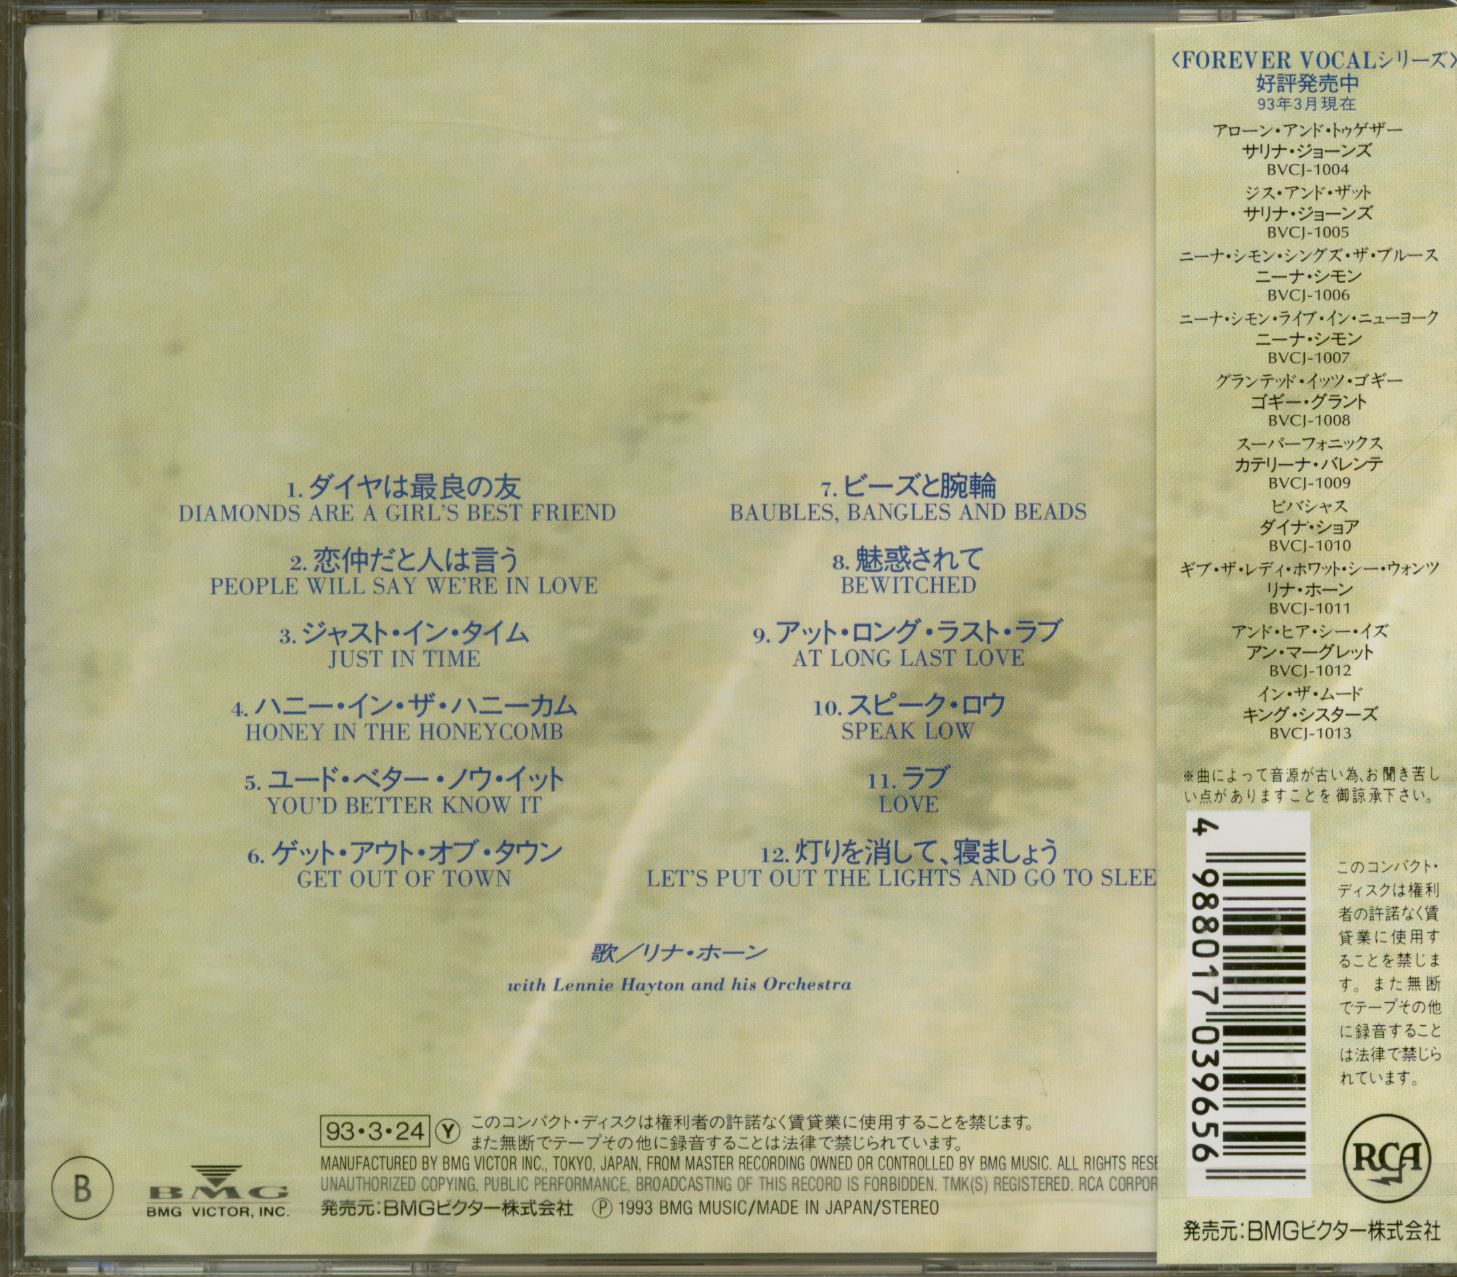 1. ダイヤは最良の友
DIAMONDS ARE A GIRL'S BEST FRIEND
2. 恋仲だと人は言う
PEOPLE WILL SAY WE'RE IN LOVE
3. ジャスト・イン・タイム
JUST IN TIME
4. ハニー・イン・ザ・ハニーカム
HONEY IN THE HONEYCOMB
5. ユード・ベター・ノウ・イット
YOU'D BETTER KNOW IT
6. ゲット・アウト・オブ・タウン
GET OUT OF TOWN
7. ビーズと腕輪
BAUBLES, BANGLES AND BEADS
8. 魅惑されて
BEWITCHED
9. アット・ロング・ラスト・ラブ
AT LONG LAST LOVE
10. スピーク・ロウ
SPEAK LOW
11. ラブ
LOVE
12. 灯りを消して、寝ましょう
LET'S PUT OUT THE LIGHTS AND GO TO SLEE
歌／リナ・ホーン
with Lennie Hayton and his Orchestra
93・3・24 Y このコンパクト・ディスクは権利者の許諾なく賃貸業に使用することを禁じます。
また無断でテープその他に録音することは法律で禁じられています。
MANUFACTURED BY BMG VICTOR INC., TOKYO, JAPAN, FROM MASTER RECORDING OWNED OR CONTROLLED BY BMG MUSIC. ALL RIGHTS RESE
UNAUTHORIZED COPYING, PUBLIC PERFORMANCE, BROADCASTING OF THIS RECORD IS FORBIDDEN. TMK(S) REGISTERED. RCA CORPOR
発売元:BMGビクター株式会社 Ⓟ 1993 BMG MUSIC/MADE IN JAPAN/STEREO
B
BMG
BMG VICTOR, INC.
〈FOREVER VOCALシリーズ〉
好評発売中
93年3月現在
アローン・アンド・トゥゲザー
サリナ・ジョーンズ
BVCJ-1004
ジス・アンド・ザット
サリナ・ジョーンズ
BVCJ-1005
ニーナ・シモン・シングズ・ザ・ブルース
ニーナ・シモン
BVCJ-1006
ニーナ・シモン・ライブ・イン・ニューヨーク
ニーナ・シモン
BVCJ-1007
グランテッド・イッツ・ゴギー
ゴギー・グラント
BVCJ-1008
スーパーフォニックス
カテリーナ・バレンテ
BVCJ-1009
ビバシャス
ダイナ・ショア
BVCJ-1010
ギブ・ザ・レディ・ホワット・シー・ウォンツ
リナ・ホーン
BVCJ-1011
アンド・ヒア・シー・イズ
アン・マーグレット
BVCJ-1012
イン・ザ・ムード
キング・シスターズ
BVCJ-1013
※曲によって音源が古い為、お聞き苦し
い点がありますことを御諒承下さい。
4 988017 039656
このコンパクト・
ディスクは権利
者の許諾なく賃
貸業に使用す
ることを禁じま
す。また無断
でテープその他
に録音すること
は法律で禁じら
れています。
RCA
発売元:BMGビクター株式会社